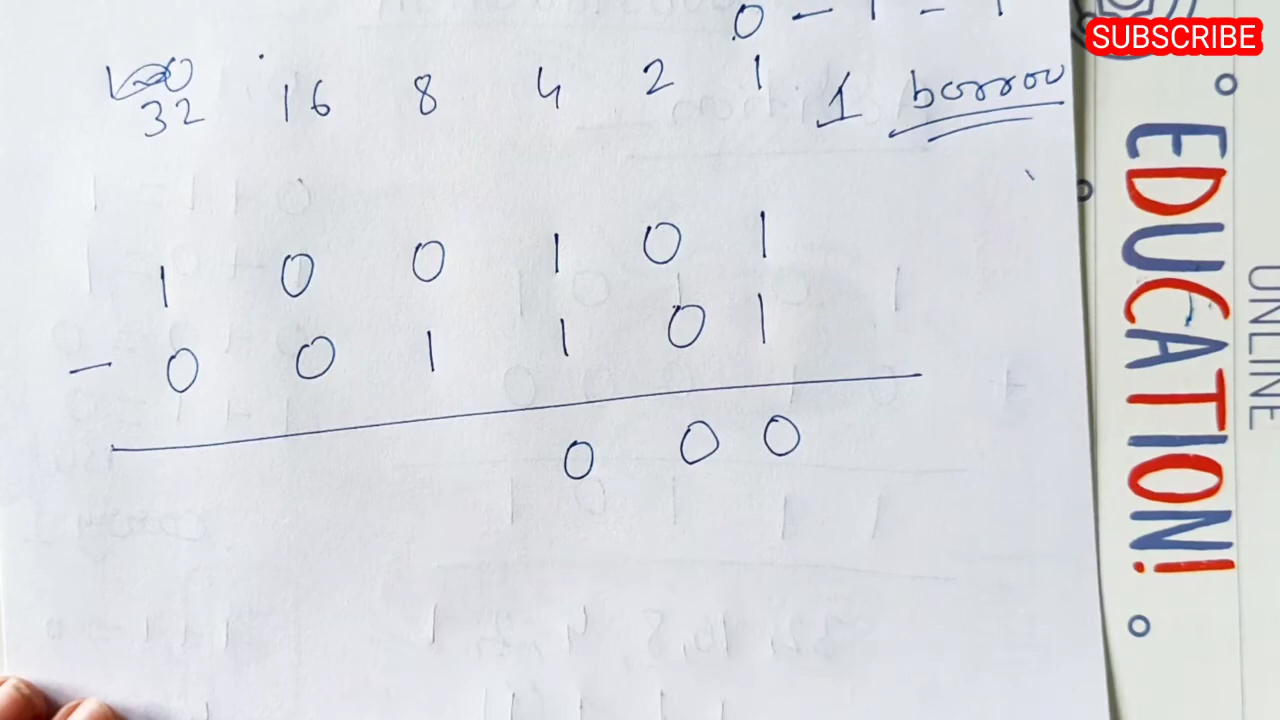 0 - 1 - 1
SUBSCRIBE
32 16 8 4 2 1 1 borrow
1 0 0 1 0 1
- 0 0 1 1 0 1
0 0 0
EDUCATION!
ONLINE